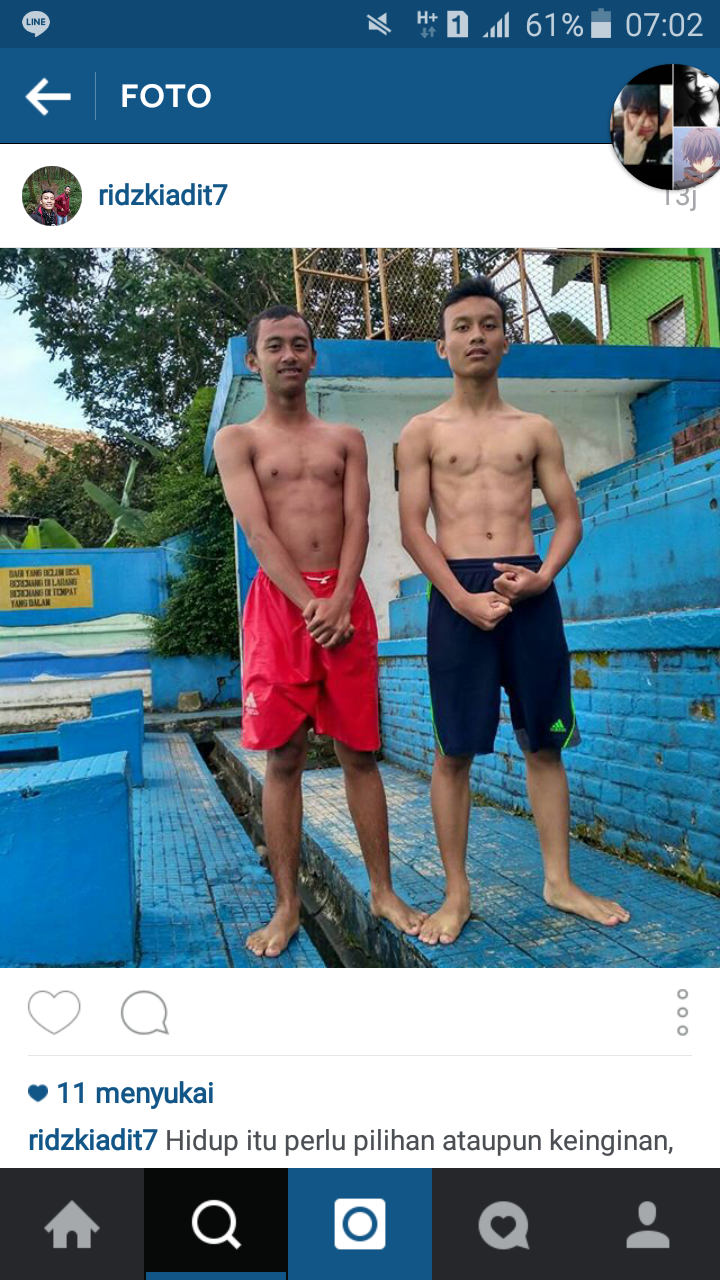 LINE
H+ 1 61% 07:02
FOTO
ridzkiadit7
13j
BAGI YANG BELUM BISA
BERENANG DI LARANG
BERENANG DI TEMPAT
YANG DALAM
11 menyukai
ridzkiadit7 Hidup itu perlu pilihan ataupun keinginan,